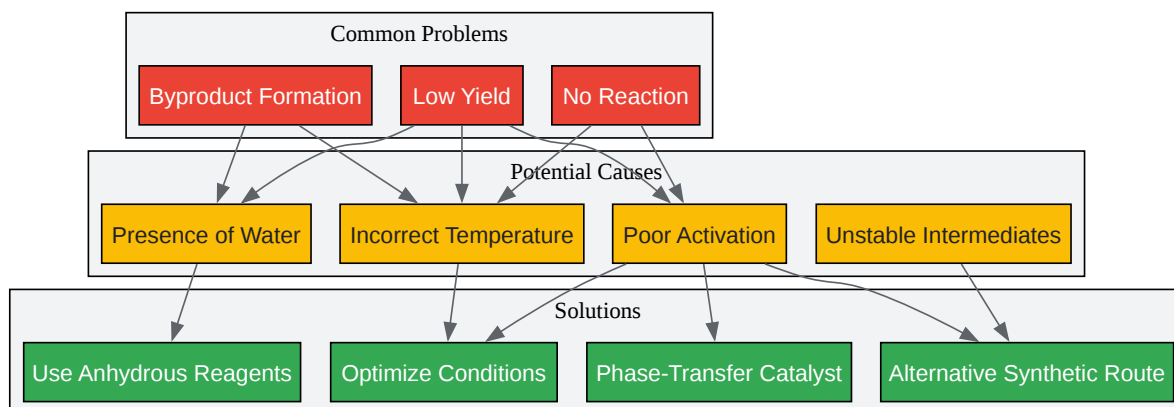 Common Problems
Byproduct Formation
Low Yield
No Reaction
Potential Causes
Presence of Water
Incorrect Temperature
Poor Activation
Unstable Intermediates
Solutions
Use Anhydrous Reagents
Optimize Conditions
Phase-Transfer Catalyst
Alternative Synthetic Route